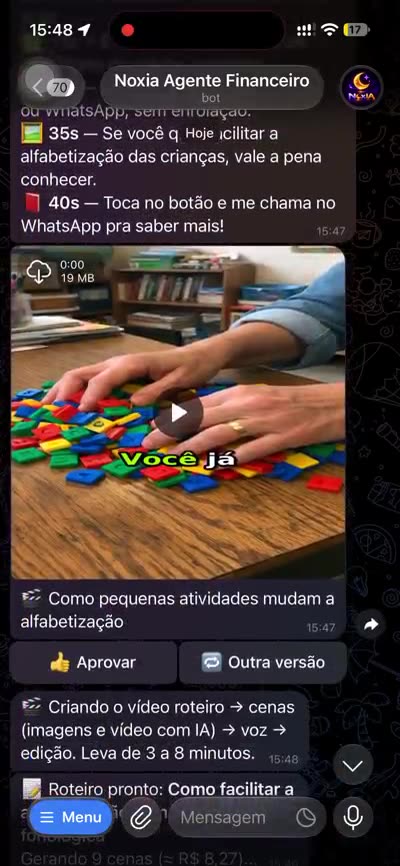 15:48
17
70
Noxia Agente Financeiro
bot
NOXIA
ou WhatsApp, sem enrolação.
35s — Se você q
Hoje
cilitar a
alfabetização das crianças, vale a pena
conhecer.
40s — Toca no botão e me chama no
WhatsApp pra saber mais!
15:47
0:00
19 MB
Você já
Como pequenas atividades mudam a
alfabetização
15:47
Aprovar
Outra versão
Criando o vídeo roteiro → cenas
(imagens e vídeo com IA) → voz →
edição. Leva de 3 a 8 minutos.
15:48
Roteiro pronto: Como facilitar a
Menu
Mensagem
fonológica
Gerando 9 cenas (≈ R$ 8,27)...